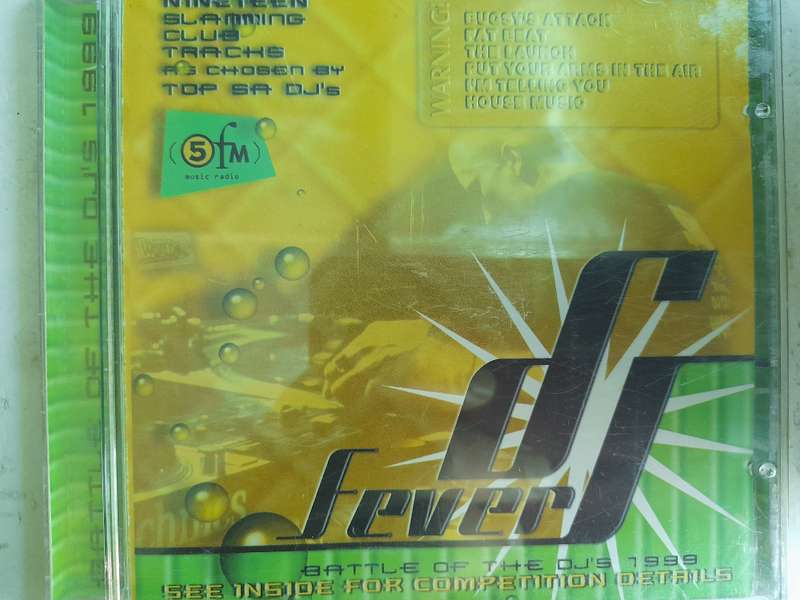 NINETEEN
SLAMMING
CLUB
TRACKS
AS CHOSEN BY
TOP SA DJ's
WARNING!
BUGSYS ATTACK
FAT BEAT
THE LAUNCH
PUT YOUR ARMS IN THE AIR
I'M TELLING YOU
HOUSE MUSIC
(5fm)
music radio
BATTLE OF THE DJ'S 1999
dj
fever
BATTLE OF THE DJ'S 1999
SEE INSIDE FOR COMPETITION DETAILS